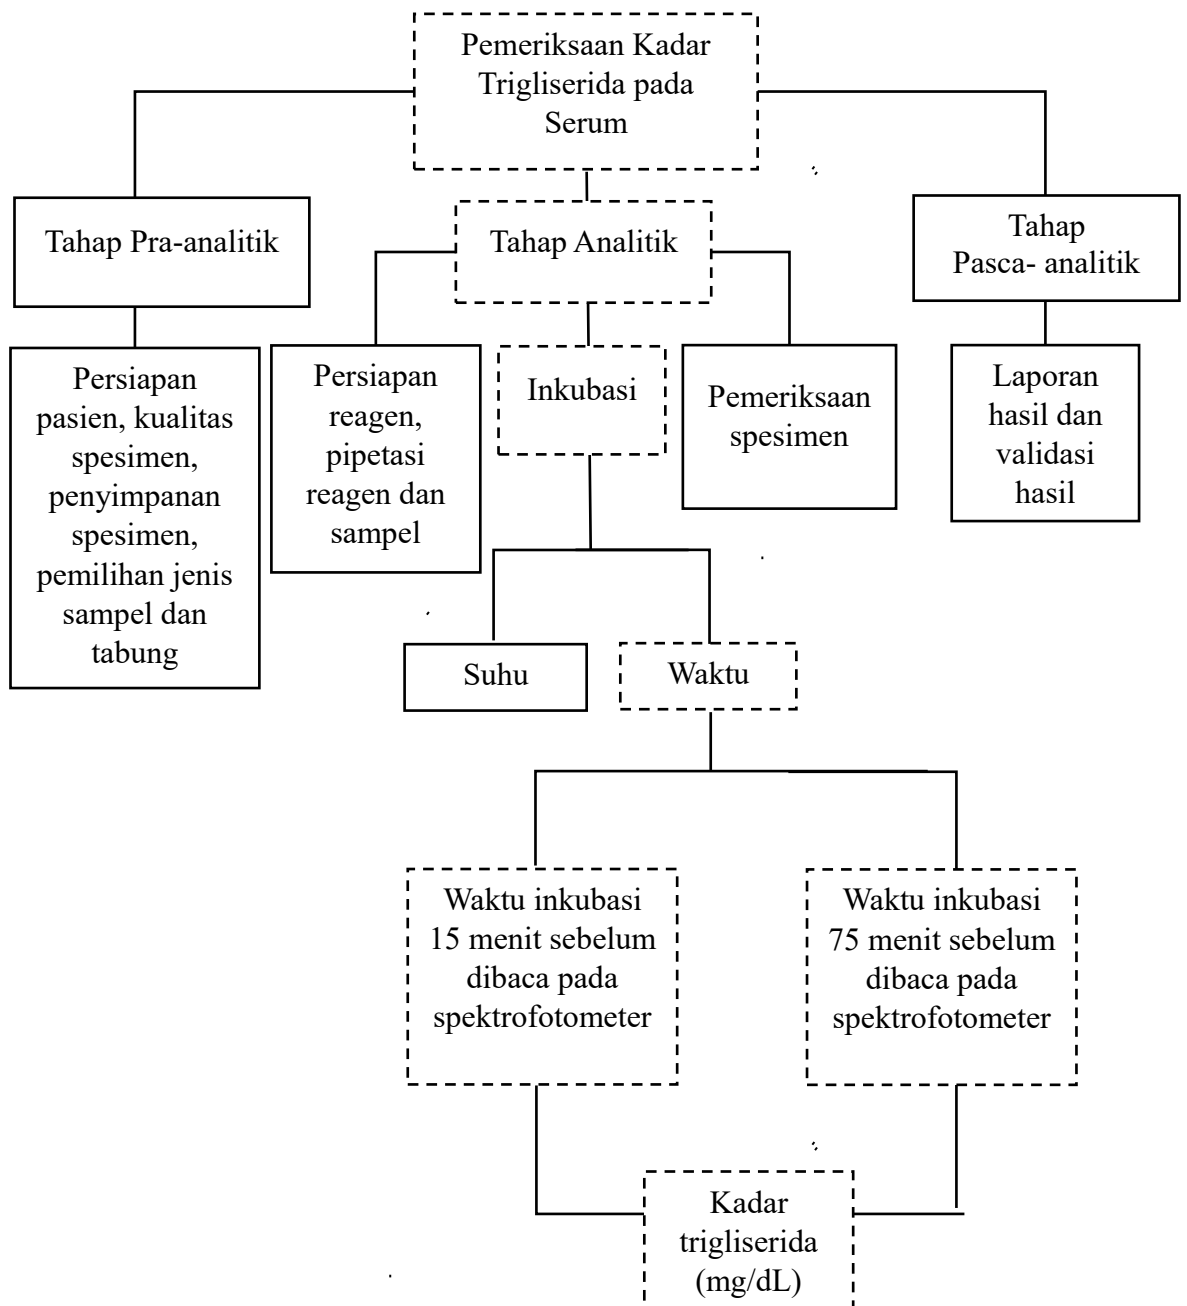 Pemeriksaan Kadar
Trigliserida pada
Serum
Tahap Pra-analitik
Tahap Analitik
Tahap
Pasca- analitik
Persiapan
pasien, kualitas
spesimen,
penyimpanan
spesimen,
pemilihan jenis
sampel dan
tabung
Persiapan
reagen,
pipetasi
reagen dan
sampel
Inkubasi
Pemeriksaan
spesimen
Laporan
hasil dan
validasi
hasil
Suhu
Waktu
Waktu inkubasi
15 menit sebelum
dibaca pada
spektrofotometer
Waktu inkubasi
75 menit sebelum
dibaca pada
spektrofotometer
Kadar
trigliserida
(mg/dL)